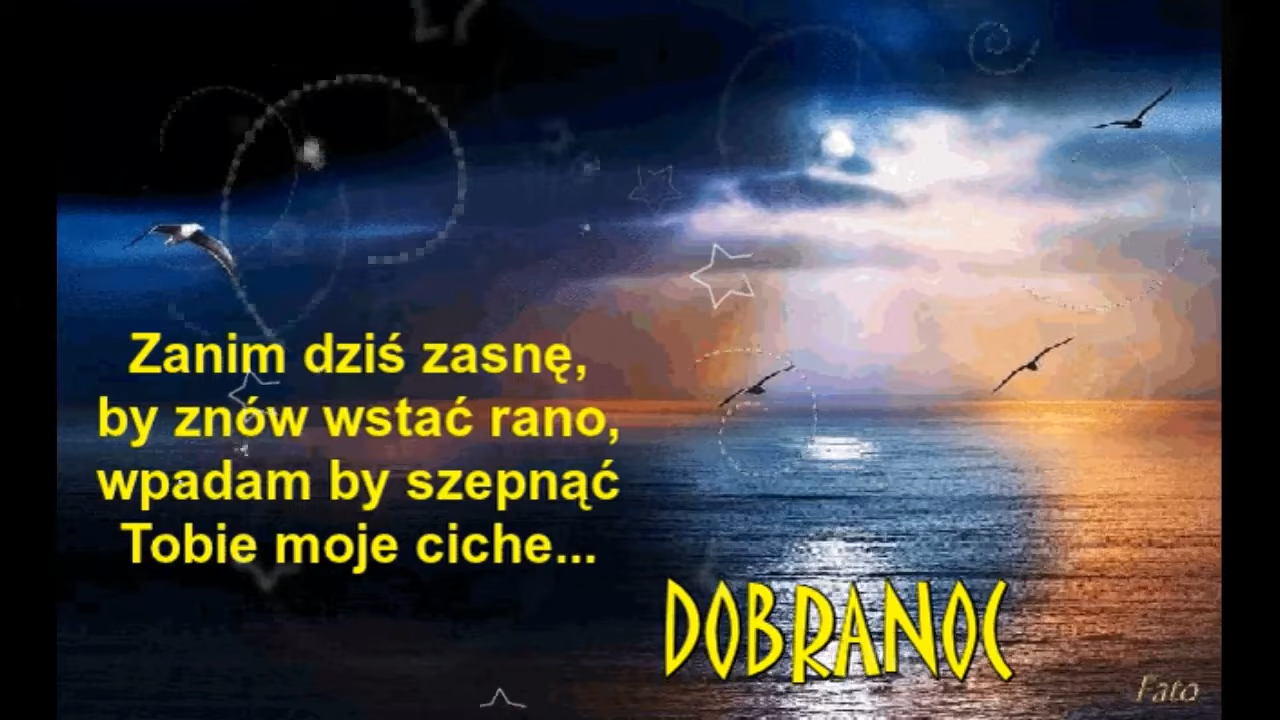 Zanim dziś zasnę,
by znów wstać rano,
wpadam by szepnąć
Tobie moje ciche...
DOBRANOC
Fato